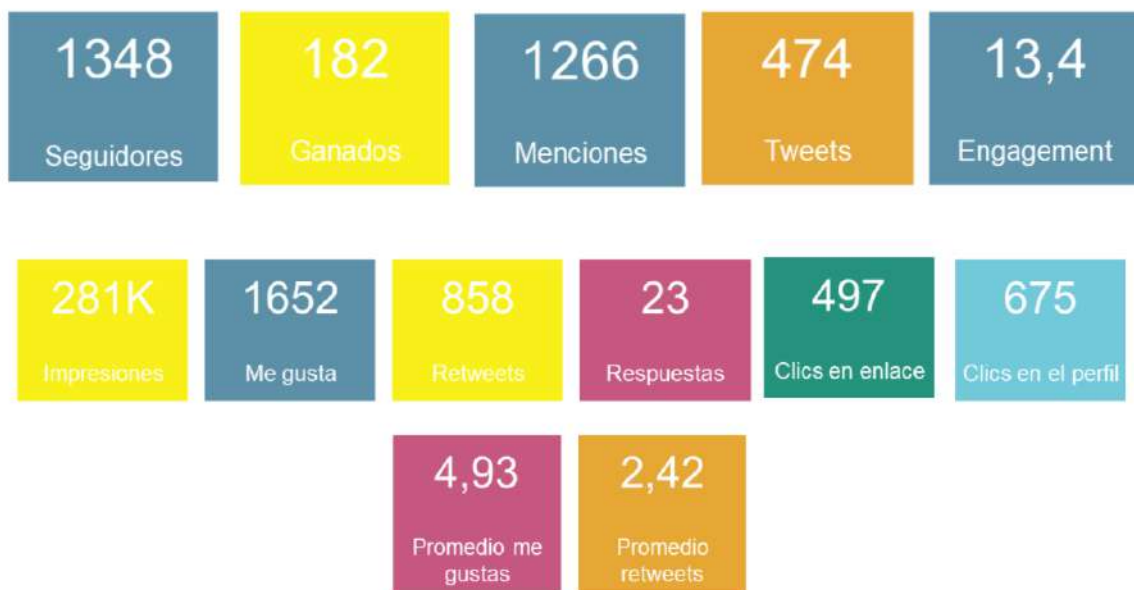 1348
Seguidores
182
Ganados
1266
Menciones
474
Tweets
13,4
Engagement
281K
Impresiones
1652
Me gusta
858
Retweets
23
Respuestas
497
Clics en enlace
675
Clics en el perfil
4,93
Promedio me
gustas
2,42
Promedio
retweets